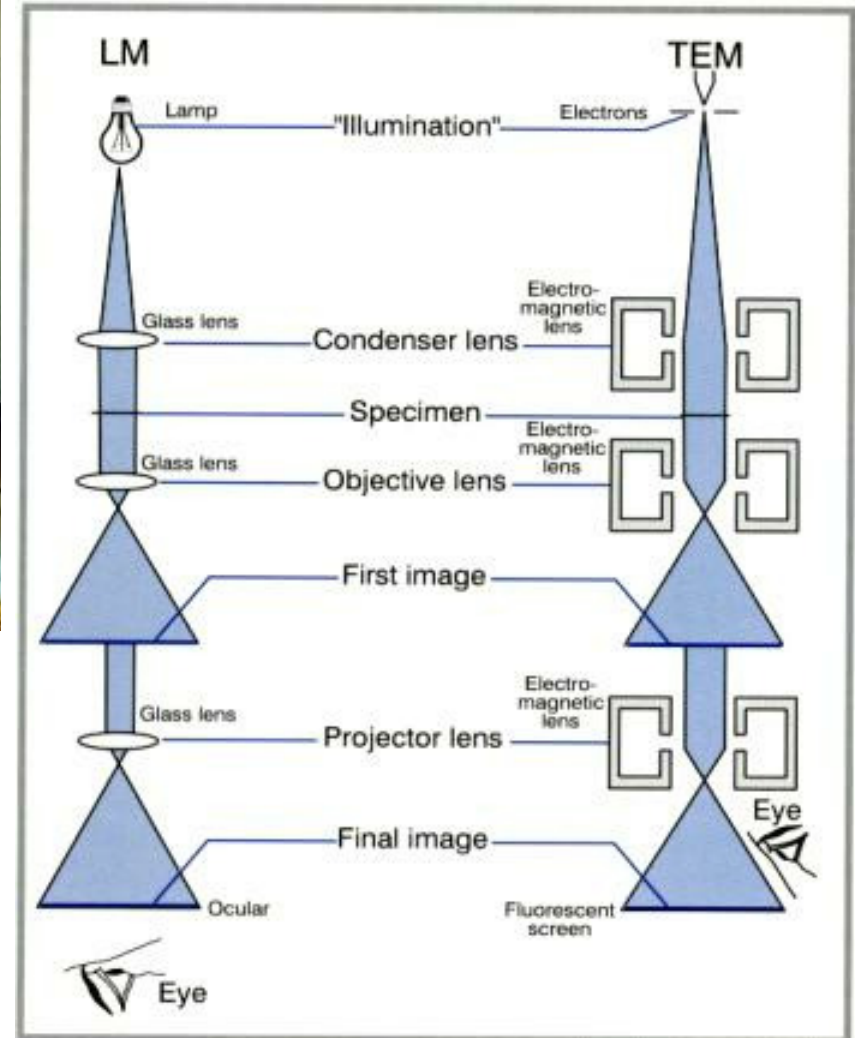 LM
TEM
Lamp
"Illumination"
Electrons
Electro-
magnetic
lens
Glass lens
Condenser lens
Specimen
Electro-
magnetic
lens
Glass lens
Objective lens
First image
Electro-
magnetic
lens
Glass lens
Projector lens
Eye
Final image
Ocular
Fluorescent
screen
Eye